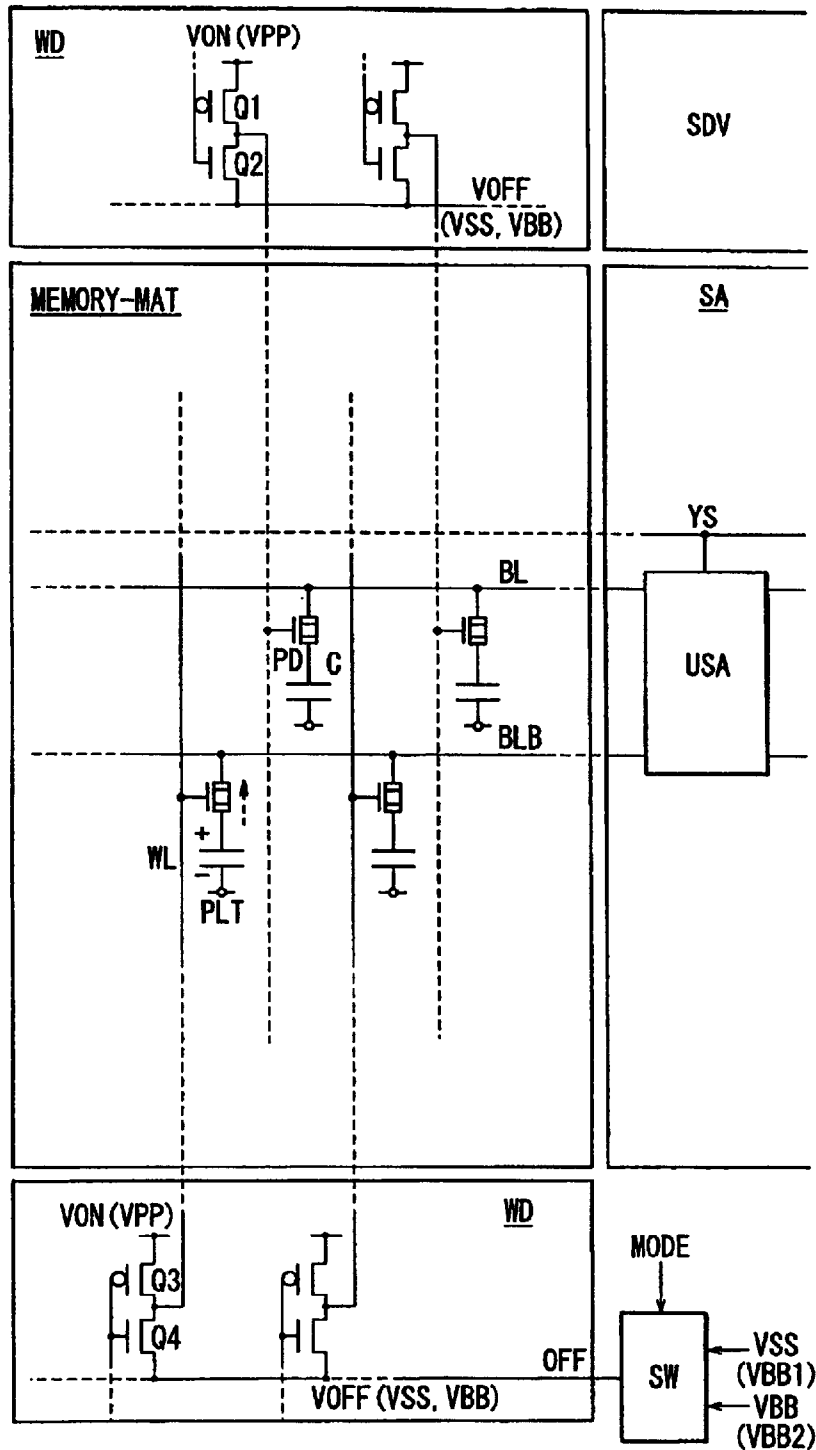 WD
VON (VPP)
Q1
Q2
VOFF
(VSS, VBB)
SDV
MEMORY-MAT
SA
YS
BL
PD
C
USA
BLB
WL
+
−
PLT
VON (VPP)
WD
Q3
Q4
MODE
OFF
VOFF (VSS, VBB)
SW
VSS
(VBB1)
VBB
(VBB2)